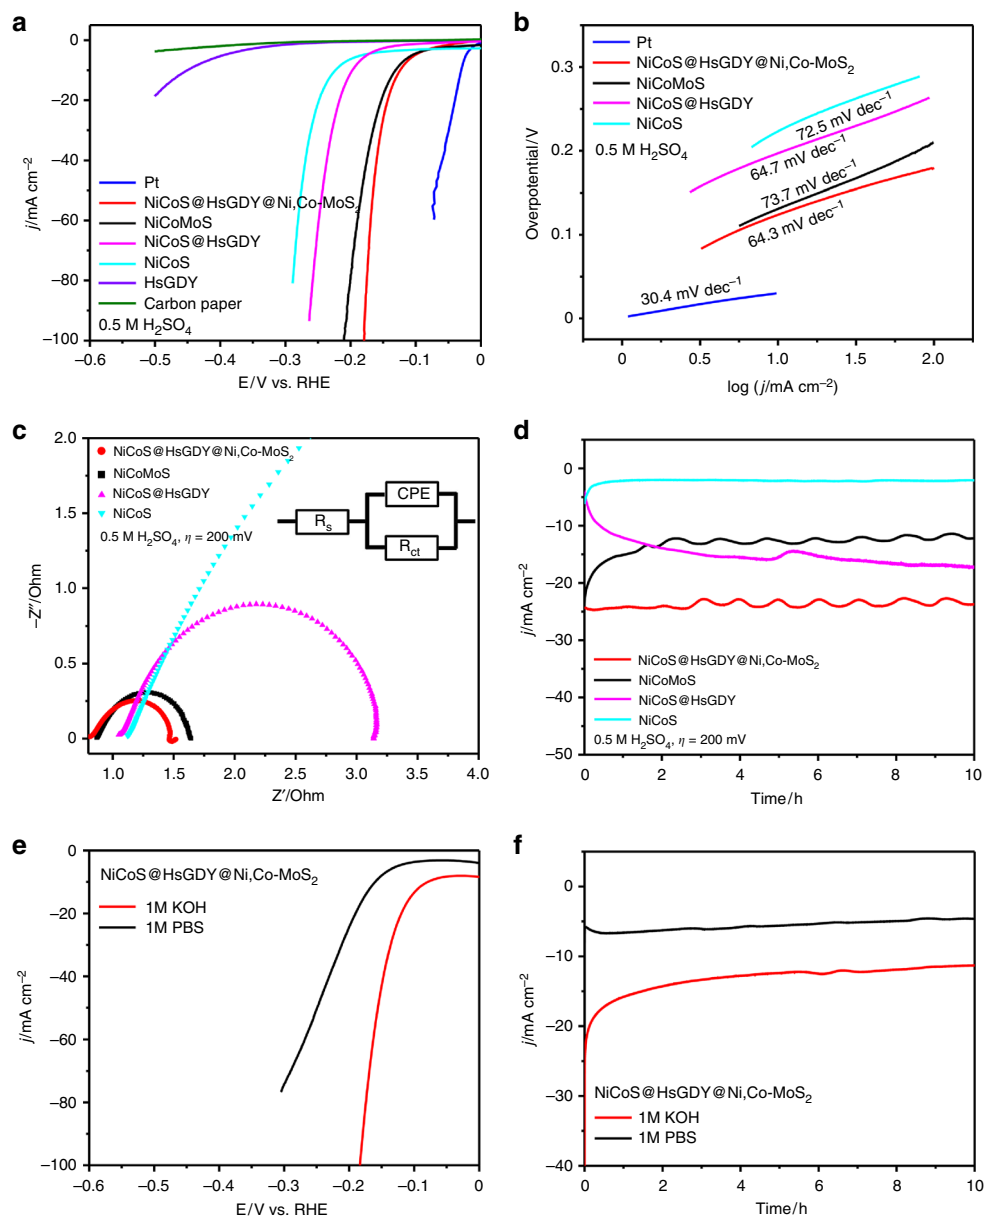 a
0
−20
−40
−60
−80
−100
j/mA cm−2
Pt
NiCoS@HsGDY@Ni,Co-MoS2
NiCoMoS
NiCoS@HsGDY
NiCoS
HsGDY
Carbon paper
0.5 M H2SO4
−0.6 −0.5 −0.4 −0.3 −0.2 −0.1 0
E/V vs. RHE
b
0.3
0.2
0.1
0
Overpotential/V
Pt
NiCoS@HsGDY@Ni,Co-MoS2
NiCoMoS
NiCoS@HsGDY
NiCoS
0.5 M H2SO4
72.5 mV dec−1
64.7 mV dec−1
73.7 mV dec−1
64.3 mV dec−1
30.4 mV dec−1
0 0.5 1.0 1.5 2.0
log (j/mA cm−2)
c
2.0
1.5
1.0
0.5
0
−Z″/Ohm
NiCoS@HsGDY@Ni,Co-MoS2
NiCoMoS
NiCoS@HsGDY
NiCoS
0.5 M H2SO4, η = 200 mV
CPE
Rs
Rct
1.0 1.5 2.0 2.5 3.0 3.5 4.0
Z′/Ohm
d
0
−10
−20
−30
−40
−50
j/mA cm−2
NiCoS@HsGDY@Ni,Co-MoS2
NiCoMoS
NiCoS@HsGDY
NiCoS
0.5 M H2SO4, η = 200 mV
0 2 4 6 8 10
Time/h
e
0
−20
−40
−60
−80
−100
j/mA cm−2
NiCoS@HsGDY@Ni,Co-MoS2
1M KOH
1M PBS
−0.6 −0.5 −0.4 −0.3 −0.2 −0.1 0
E/V vs. RHE
f
0
−10
−20
−30
−40
j/mA cm−2
NiCoS@HsGDY@Ni,Co-MoS2
1M KOH
1M PBS
0 2 4 6 8 10
Time/h